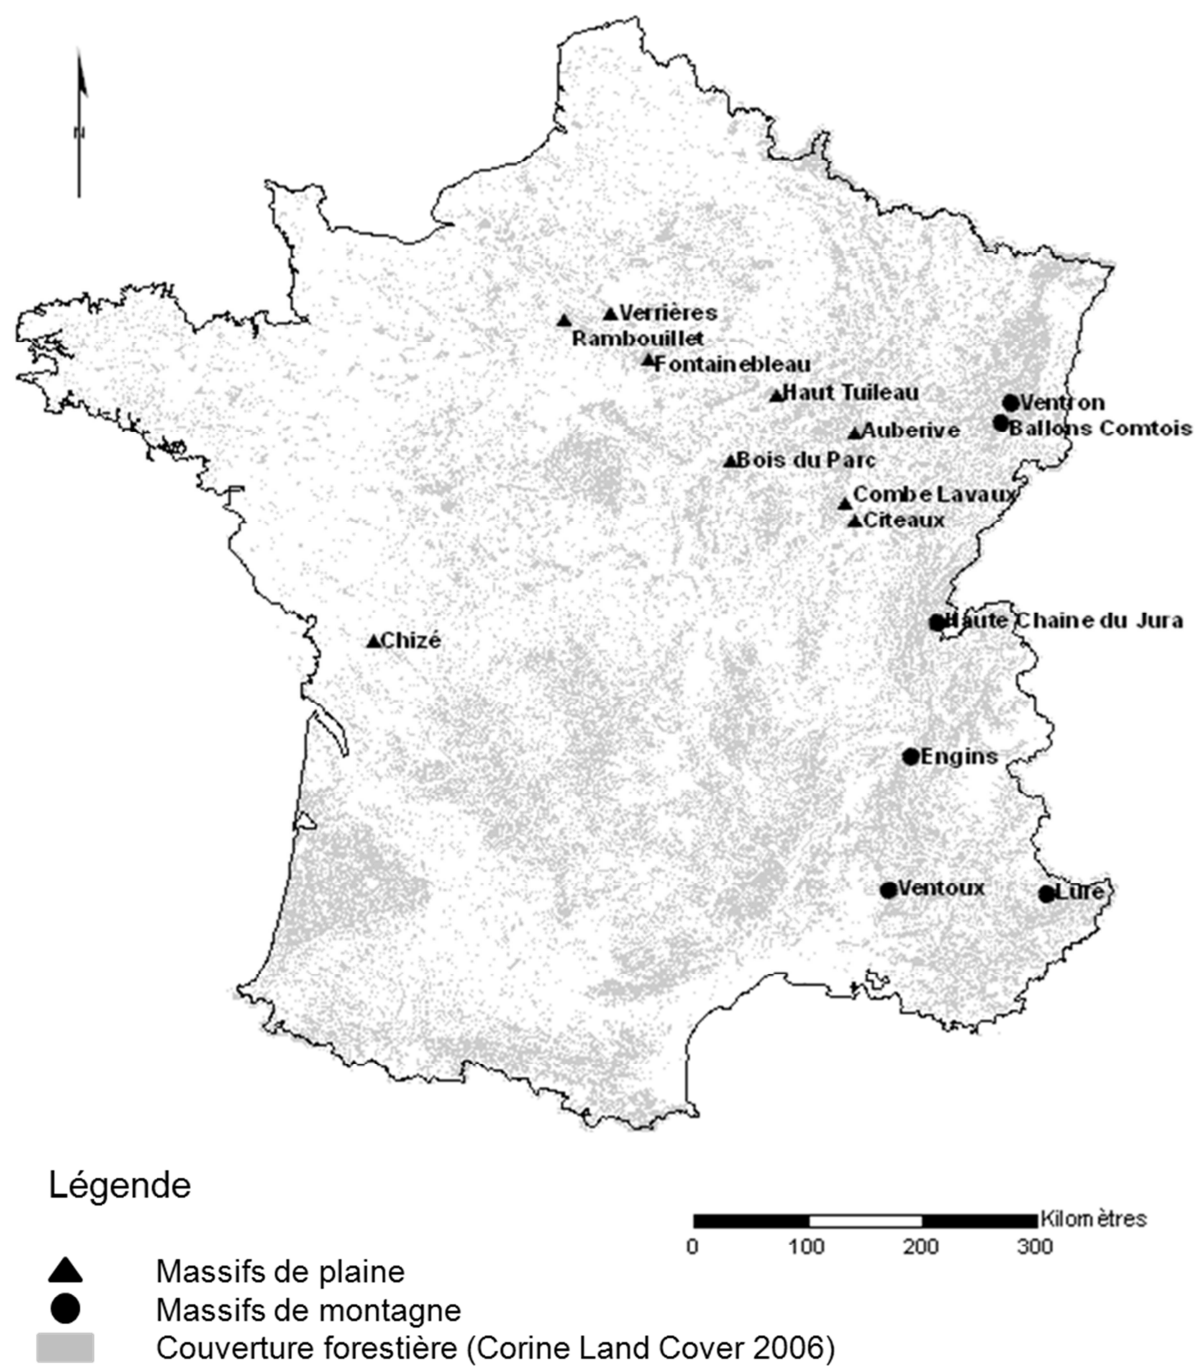 N
Verrières
Rambouillet
Fontainebleau
Haut Tuileau
Ventron
Ballons Comtois
Auberive
Bois du Parc
Combe Lavaux
Citeaux
Haute Chaine du Jura
Chizé
Engins
Ventoux
Lure
Légende
Kilomètres
0 100 200 300
Massifs de plaine
Massifs de montagne
Couverture forestière (Corine Land Cover 2006)